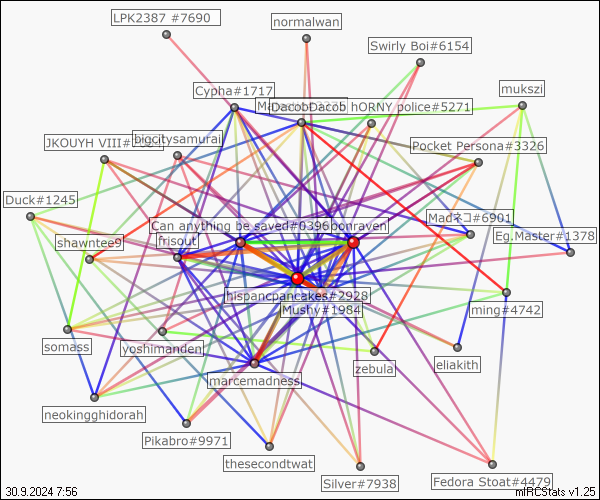 LPK2387 #7690
normalwan
Swirly Boi#6154
Cypha#1717
mukszi
Dacob hORNY police#5271
JKOUYH VIII#
bigcitysamurai
Pocket Persona#3326
Duck#1245
Madネコ#6901
Can anything be saved#0396
bonraven
shawntee9
frisout
Eg.Master#1378
hispancpancakes#2928
Mushy#1984
ming#4742
somass
yoshimanden
zebula
eliakith
marcemadness
neokingghidorah
Pikabro#9971
thesecondtwat
Silver#7938
Fedora Stoat#4479
30.9.2024 7:56
mIRCStats v1.25